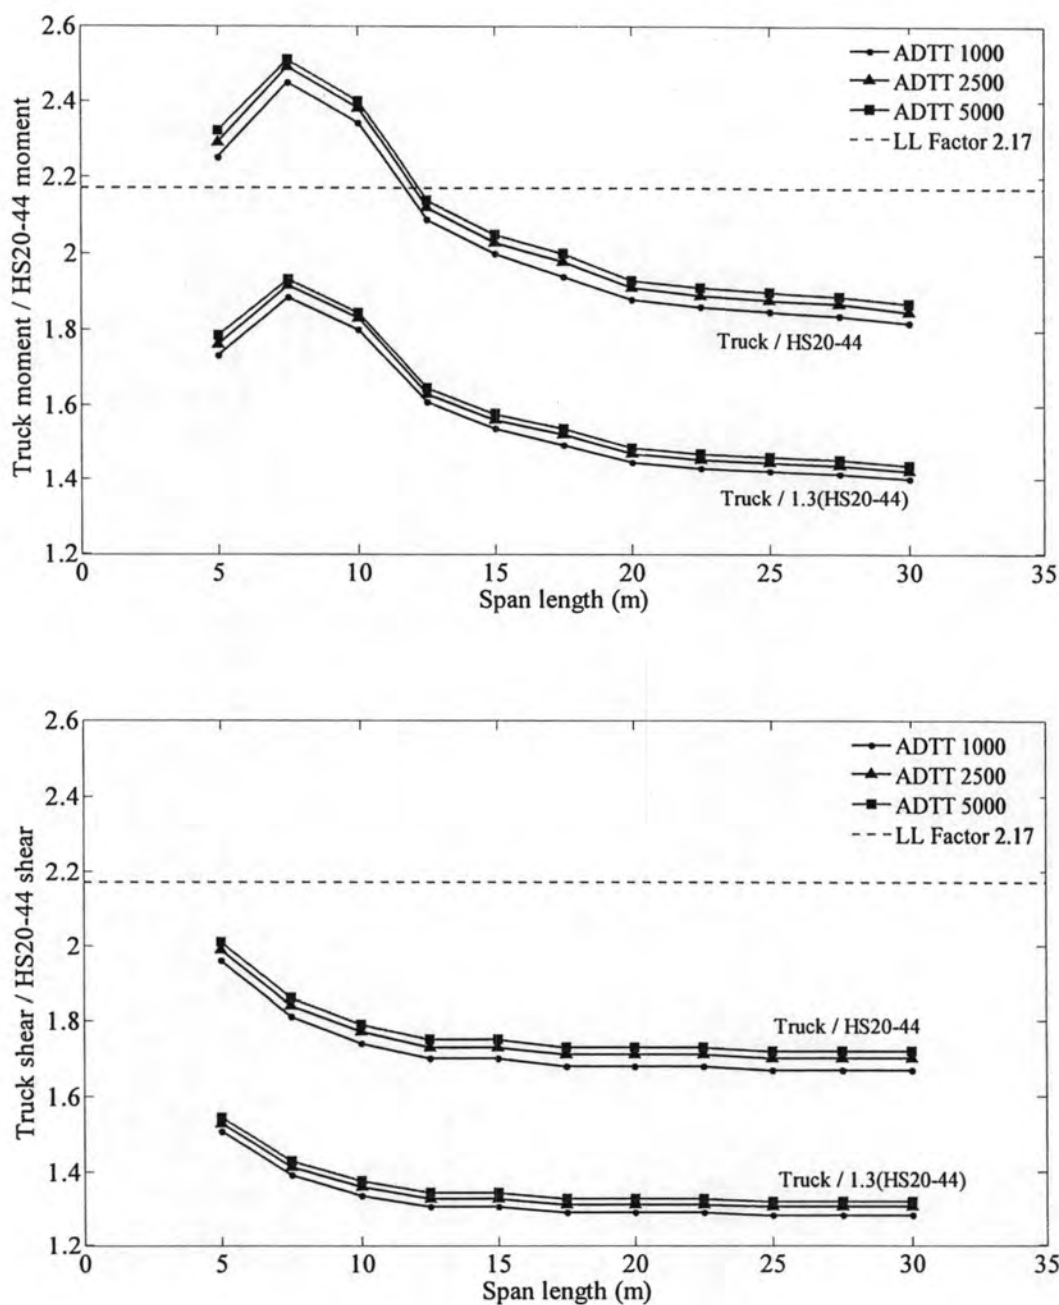 2.6
2.4
2.2
2
1.8
1.6
1.4
1.2
Truck moment / HS20-44 moment
ADTT 1000
ADTT 2500
ADTT 5000
LL Factor 2.17
Truck / HS20-44
Truck / 1.3(HS20-44)
0 5 10 15 20 25 30 35
Span length (m)
2.6
2.4
2.2
2
1.8
1.6
1.4
1.2
Truck shear / HS20-44 shear
ADTT 1000
ADTT 2500
ADTT 5000
LL Factor 2.17
Truck / HS20-44
Truck / 1.3(HS20-44)
0 5 10 15 20 25 30 35
Span length (m)